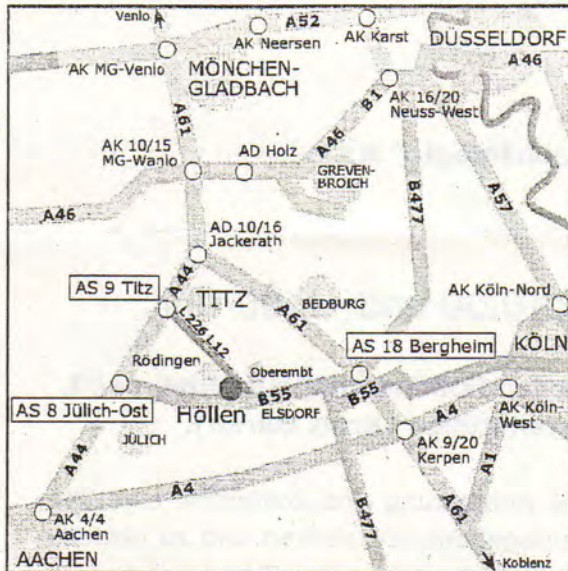 Venlo
A52
AK Neersen
AK Karst
DÜSSELDORF
A46
AK MG-Venlo
MÖNCHEN-
GLADBACH
B1
AK 16/20
Neuss-West
A61
A46
AK 10/15
MG-Wanlo
AD Holz
GREVEN-
BROICH
B477
A57
A46
AD 10/16
Jackerath
A44
AS 9 Titz
TITZ
BEDBURG
A61
AK Köln-Nord
L226 L12
AS 18 Bergheim
KÖLN
Rödingen
Oberembt
B55
B55
ELSDORF
AS 8 Jülich-Ost
Höllen
AK Köln-
West
JÜLICH
A4
AK 9/20
Kerpen
A44
A4
A1
B477
A61
AK 4/4
Aachen
AACHEN
Koblenz